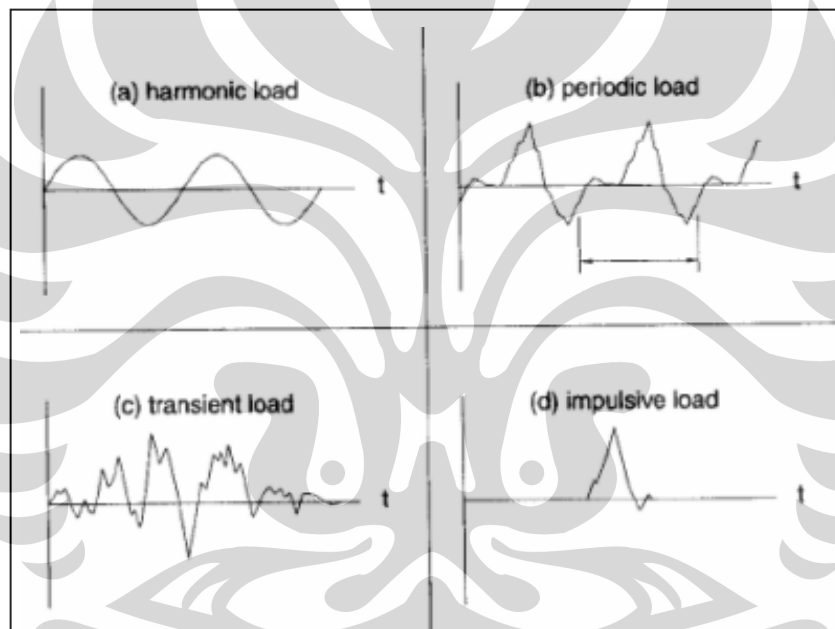 (a) harmonic load
t
(b) periodic load
t
(c) transient load
t
(d) impulsive load
t